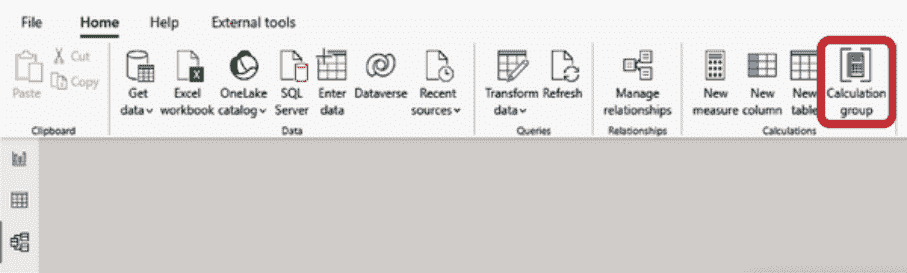 File Home Help External tools
Cut
Copy
Paste
Get data
Excel workbook
OneLake catalog
SQL Server
Enter data
Dataverse
Recent sources
Transform data
Refresh
Manage relationships
New measure
New column
New table
Calculation group
Clipboard Data Queries Relationships Calculations